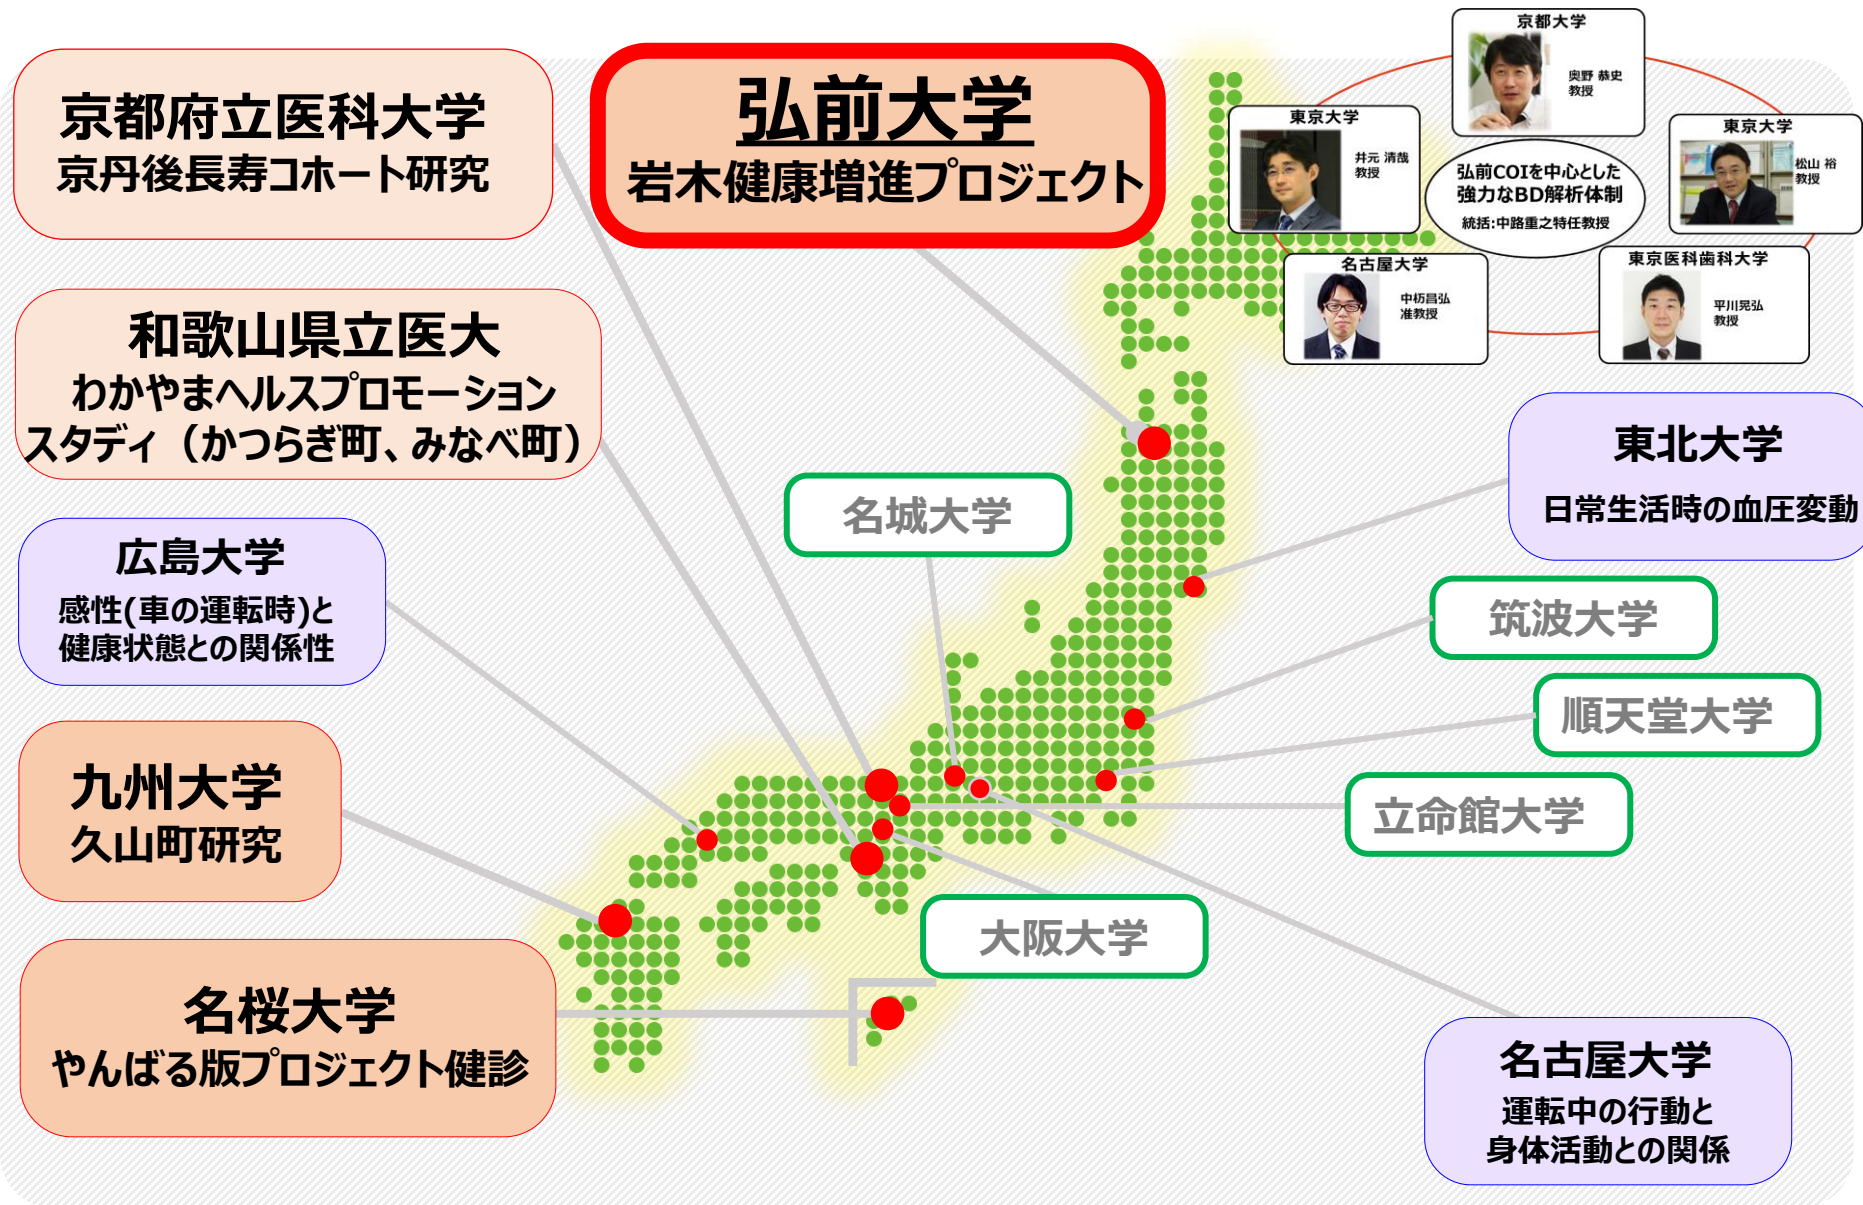 京都府立医科大学
京丹後長寿コホート研究
弘前大学
岩木健康増進プロジェクト
京都大学
奥野 恭史
教授
東京大学
井元 清哉
教授
東京大学
松山 裕
教授
弘前COIを中心とした
強力なBD解析体制
統括:中路重之特任教授
名古屋大学
中杤昌弘
准教授
東京医科歯科大学
平川晃弘
教授
和歌山県立医大
わかやまヘルスプロモーション
スタディ（かつらぎ町、みなべ町）
東北大学
日常生活時の血圧変動
名城大学
広島大学
感性(車の運転時)と
健康状態との関係性
筑波大学
順天堂大学
九州大学
久山町研究
立命館大学
大阪大学
名桜大学
やんばる版プロジェクト健診
名古屋大学
運転中の行動と
身体活動との関係